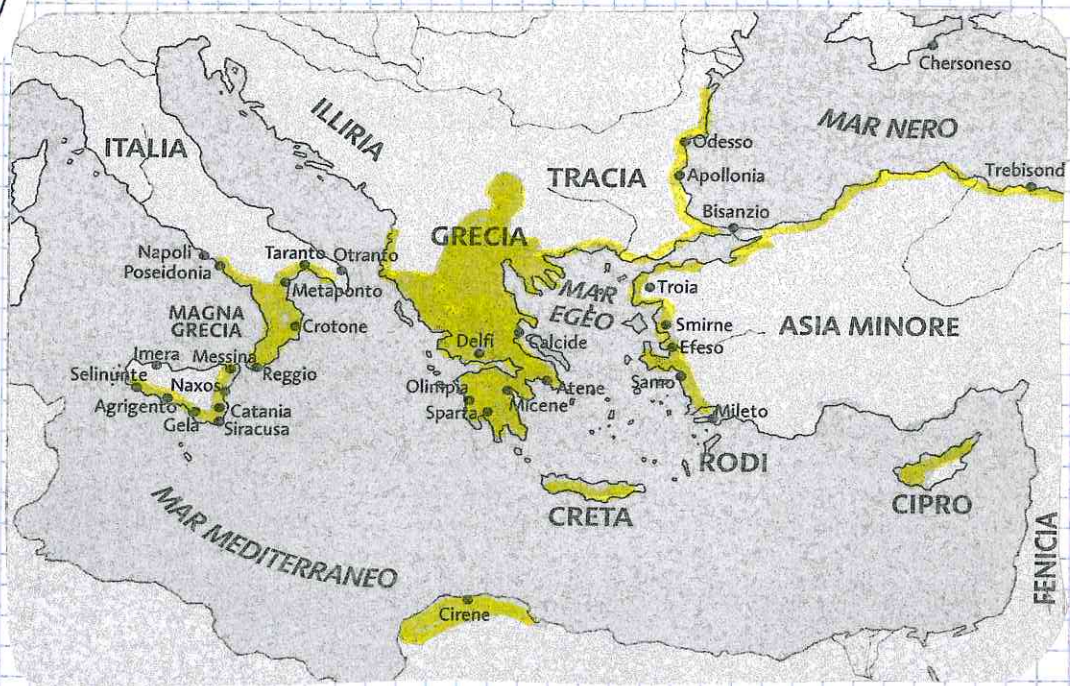 Chersoneso
MAR NERO
ILLIRIA
ITALIA
Odesso
TRACIA
Apollonia
Trebisond
Bisanzio
GRECIA
Napoli
Taranto
Otranto
Poseidonia
Metaponto
Troia
MAR
EGEO
MAGNA
GRECIA
Crotone
Smirne
ASIA MINORE
Delfi
Calcide
Efeso
Imera
Messina
Reggio
Selinunte
Naxos
Olimpia
Atene
Samo
Agrigento
Catania
Sparta
Micene
Mileto
Gela
Siracusa
RODI
CIPRO
CRETA
MAR MEDITERRANEO
FENICIA
Cirene